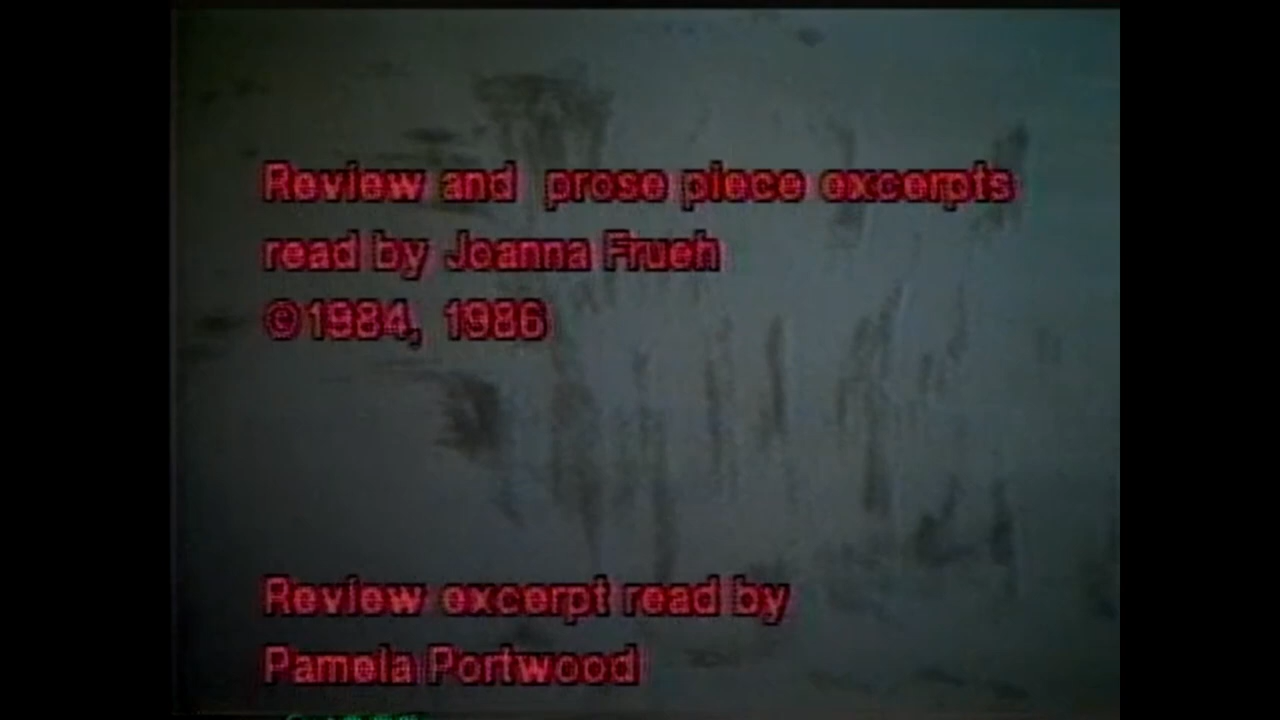 Review and prose piece excerpts
read by Joanna Frueh
©1984, 1986
Review excerpt read by
Pamela Portwood